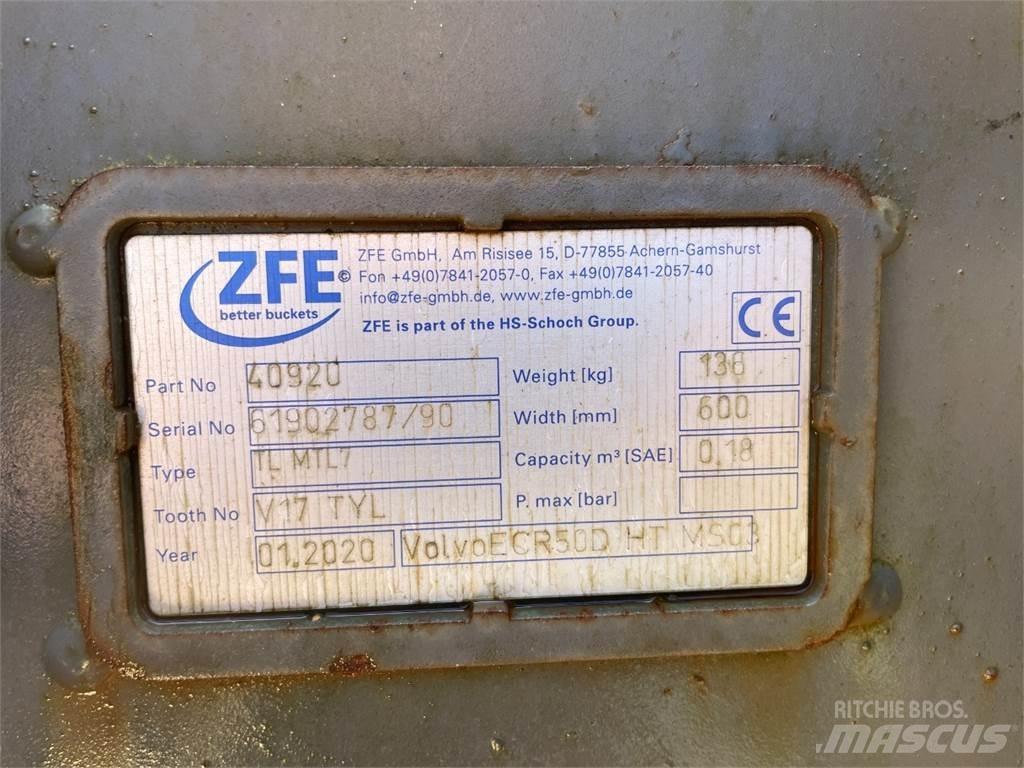 ZFE ©
better buckets
ZFE GmbH, Am Risisee 15, D-77855 Achern-Gamshurst
Fon +49(0)7841-2057-0, Fax +49(0)7841-2057-40
info@zfe-gmbh.de, www.zfe-gmbh.de
ZFE is part of the HS-Schoch Group.
CE
Part No 40920 Weight [kg] 136
Serial No 61902787/90 Width [mm] 600
Type TL MTL7 Capacity m³ [SAE] 0,18
Tooth No V17 TYL P. max [bar]
Year 01.2020 VolvoECR50D HT MS03
RITCHIE BROS.
MASCUS